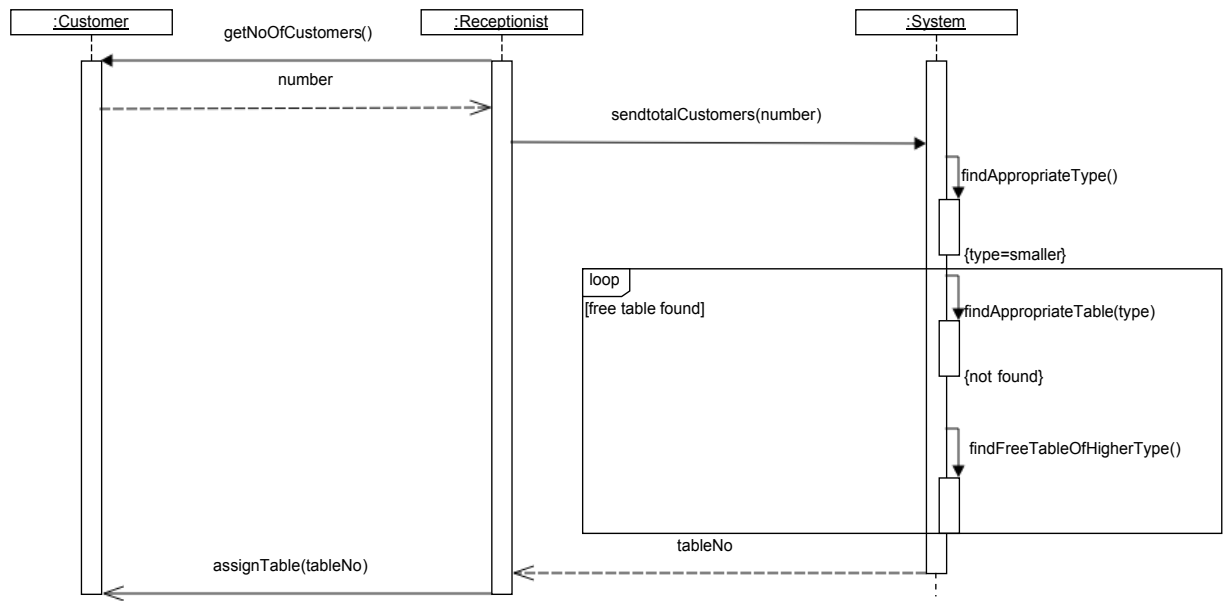 :Customer
:Receptionist
:System
getNoOfCustomers()
number
sendtotalCustomers(number)
findAppropriateType()
{type=smaller}
loop
[free table found]
findAppropriateTable(type)
{not found}
findFreeTableOfHigherType()
tableNo
assignTable(tableNo)